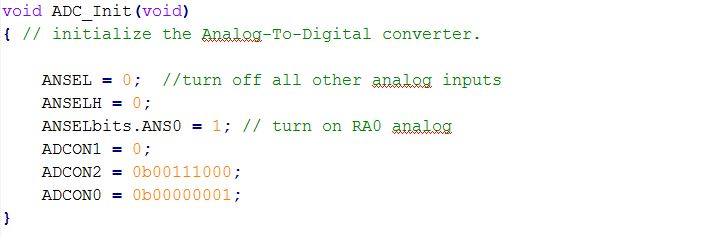 void ADC_Init(void)
{ // initialize the Analog-To-Digital converter.
ANSEL = 0;  //turn off all other analog inputs
ANSELH = 0;
ANSELbits.ANS0 = 1; // turn on RA0 analog
ADCON1 = 0;
ADCON2 = 0b00111000;
ADCON0 = 0b00000001;
}